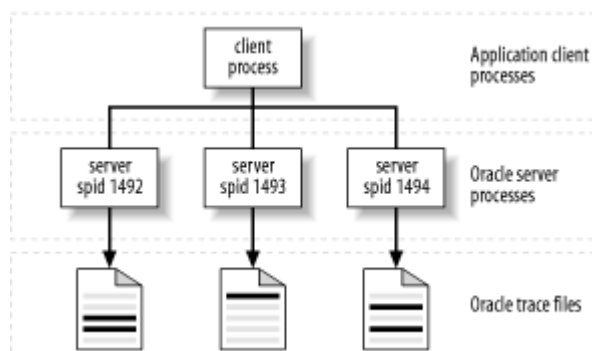 client
process
Application client
processes
server
spid 1492
server
spid 1493
server
spid 1494
Oracle server
processes
Oracle trace files